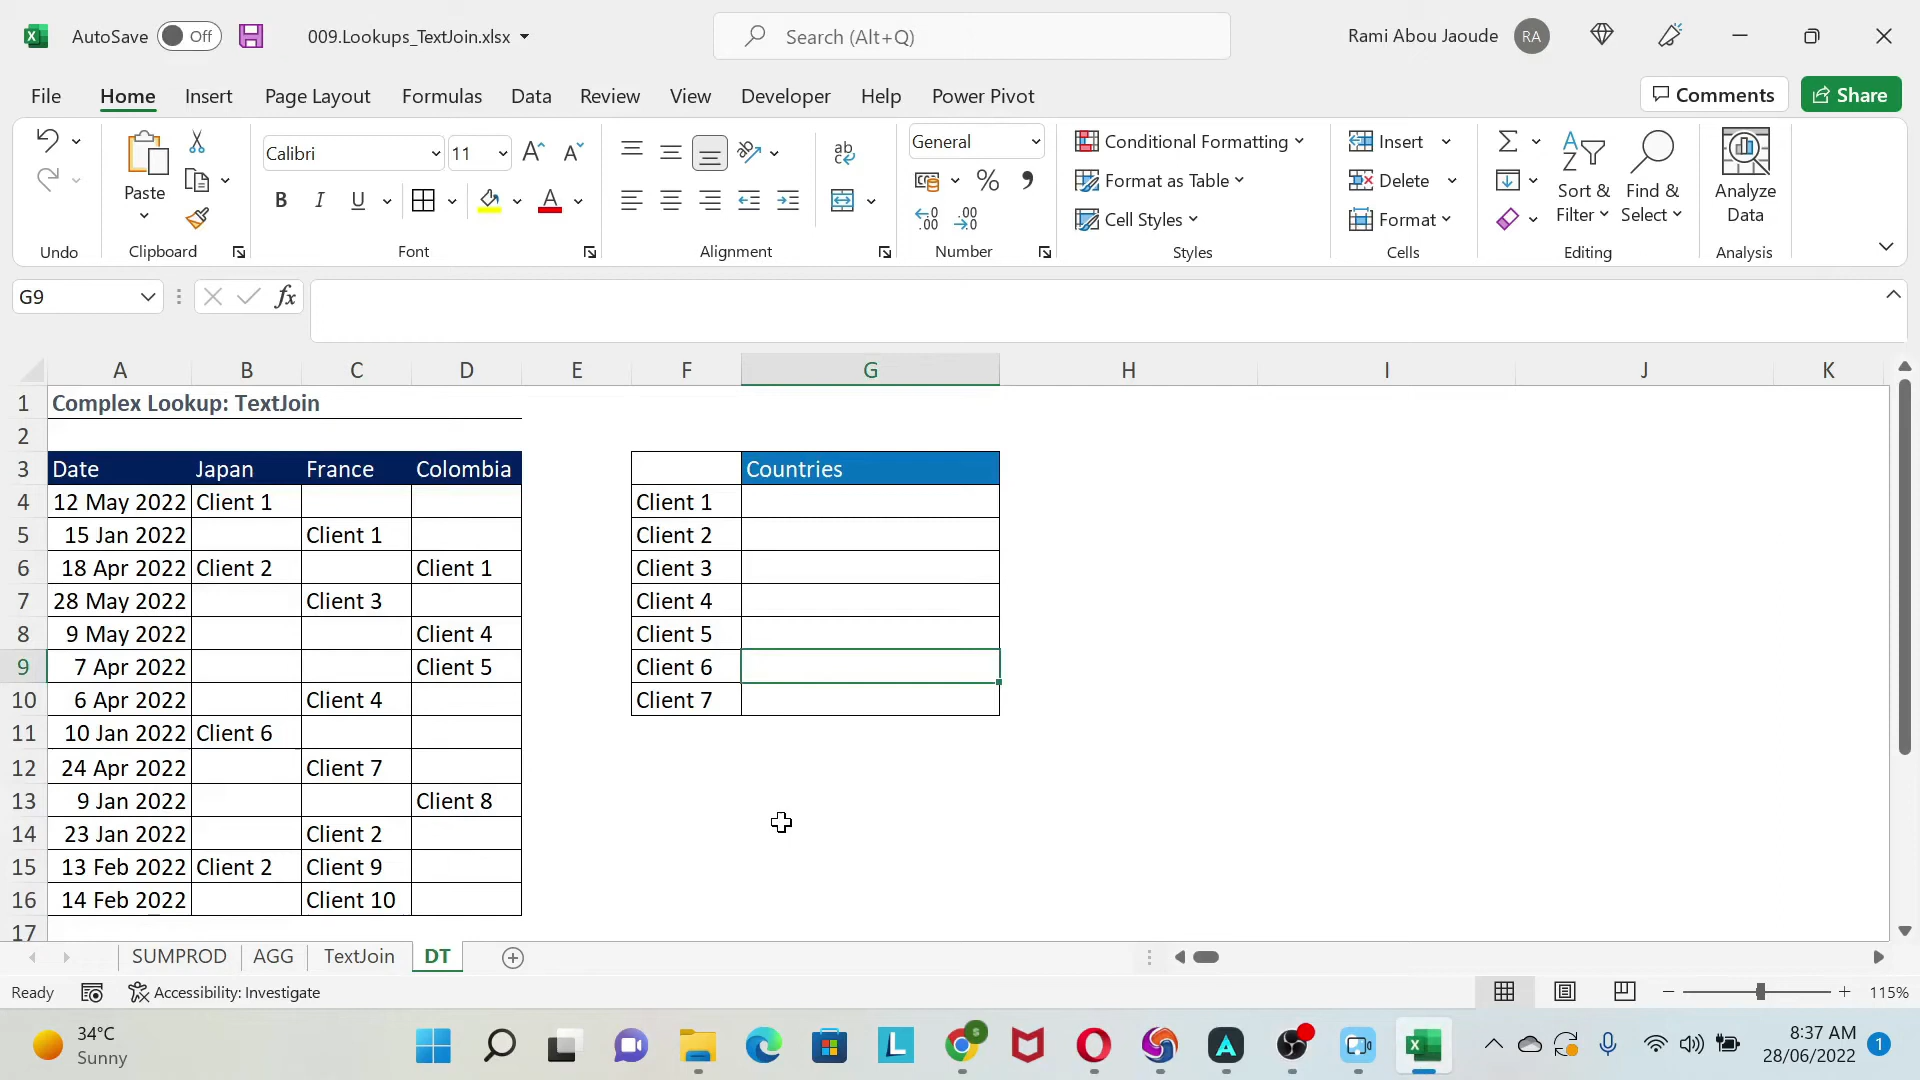 AutoSave Off 009.Lookups_TextJoin.xlsx Search (Alt+Q) Rami Abou Jaoude RA
File Home Insert Page Layout Formulas Data Review View Developer Help Power Pivot Comments Share
Calibri 11 General Conditional Formatting Insert
Paste Format as Table Delete Sort & Filter Find & Select Analyze Data
B I U Cell Styles Format
Undo Clipboard Font Alignment Number Styles Cells Editing Analysis
G9 fx
A B C D E F G H I J K
1 Complex Lookup: TextJoin
2
3 Date Japan France Colombia Countries
4 12 May 2022 Client 1 Client 1
5 15 Jan 2022 Client 1 Client 2
6 18 Apr 2022 Client 2 Client 1 Client 3
7 28 May 2022 Client 3 Client 4
8 9 May 2022 Client 4 Client 5
9 7 Apr 2022 Client 5 Client 6
10 6 Apr 2022 Client 4 Client 7
11 10 Jan 2022 Client 6
12 24 Apr 2022 Client 7
13 9 Jan 2022 Client 8
14 23 Jan 2022 Client 2
15 13 Feb 2022 Client 2 Client 9
16 14 Feb 2022 Client 10
17
SUMPROD AGG TextJoin DT
Ready Accessibility: Investigate 115%
34°C 8:37 AM
Sunny 28/06/2022 1